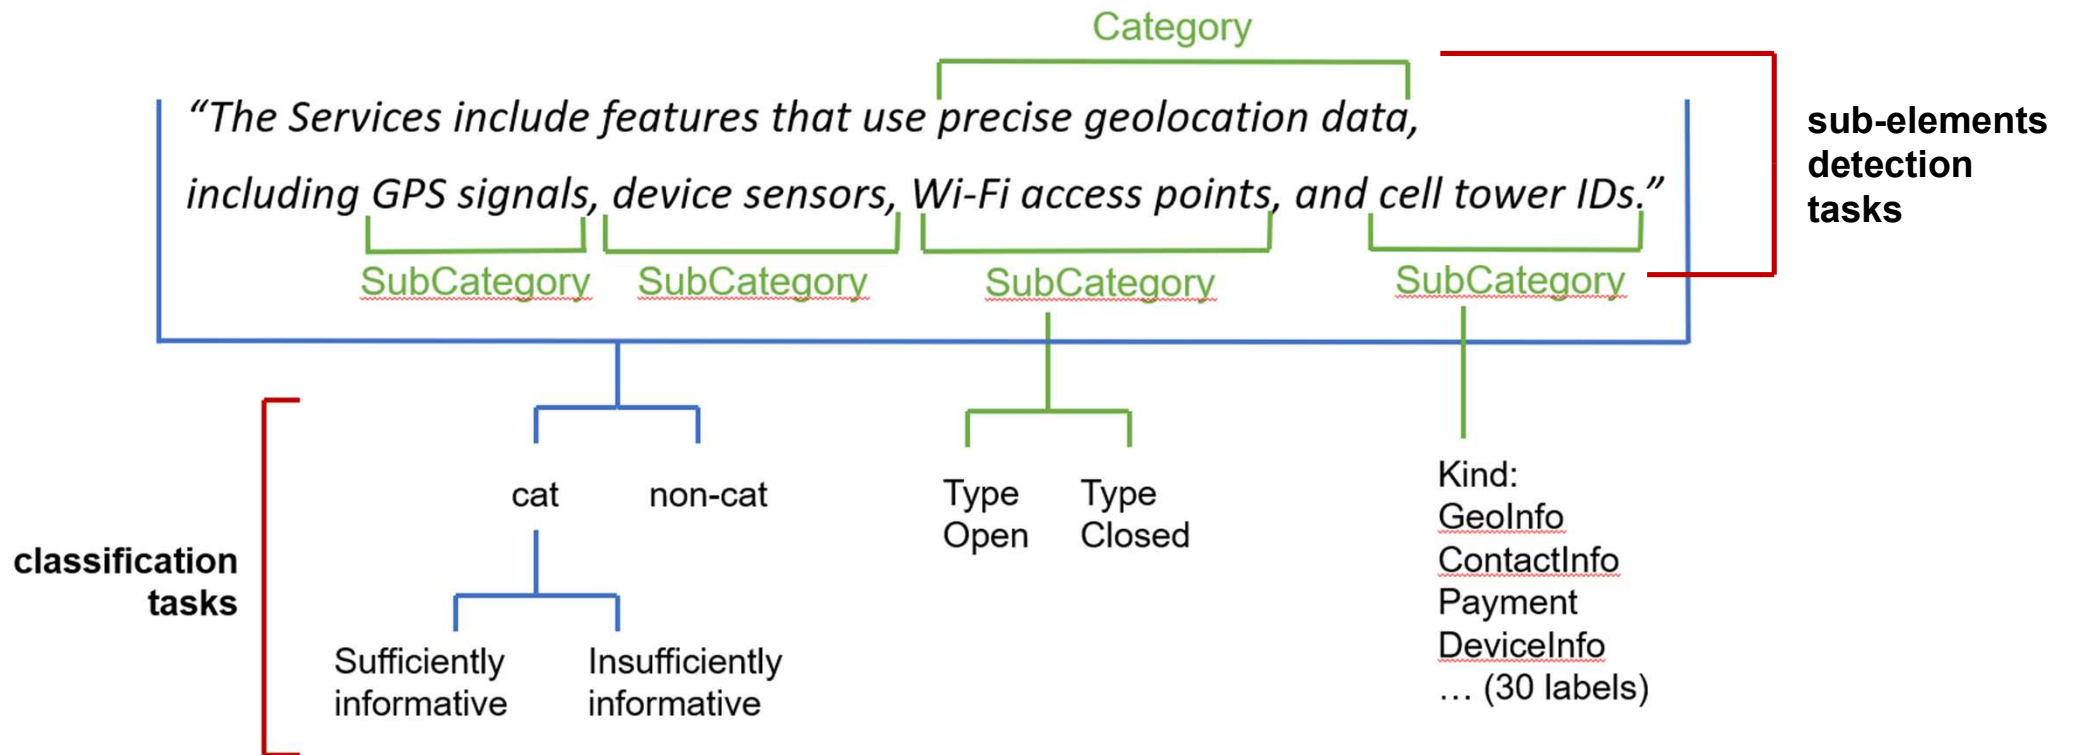 Category
“The Services include features that use precise geolocation data,
including GPS signals, device sensors, Wi-Fi access points, and cell tower IDs.”
SubCategory
SubCategory
SubCategory
SubCategory
sub-elements
detection
tasks
classification
tasks
cat
non-cat
Sufficiently
informative
Insufficiently
informative
Type
Open
Type
Closed
Kind:
GeoInfo
ContactInfo
Payment
DeviceInfo
… (30 labels)